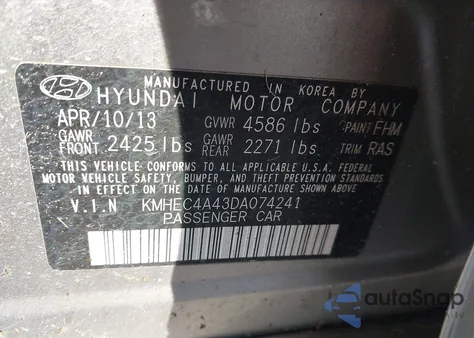 MANUFACTURED IN KOREA BY
HYUNDAI MOTOR COMPANY
APR/10/13 GVWR 4586 lbs PAINT FHM
GAWR FRONT 2425 lbs GAWR REAR 2271 lbs TRIM RAS
THIS VEHICLE CONFORMS TO ALL APPLICABLE U.S.A. FEDERAL
MOTOR VEHICLE SAFETY, BUMPER, AND THEFT PREVENTION STANDARDS
IN EFFECT ON THE DATE OF MANUFACTURE SHOWN ABOVE.
V.I.N KMHEC4A43DA074241
PASSENGER CAR
autoSnap